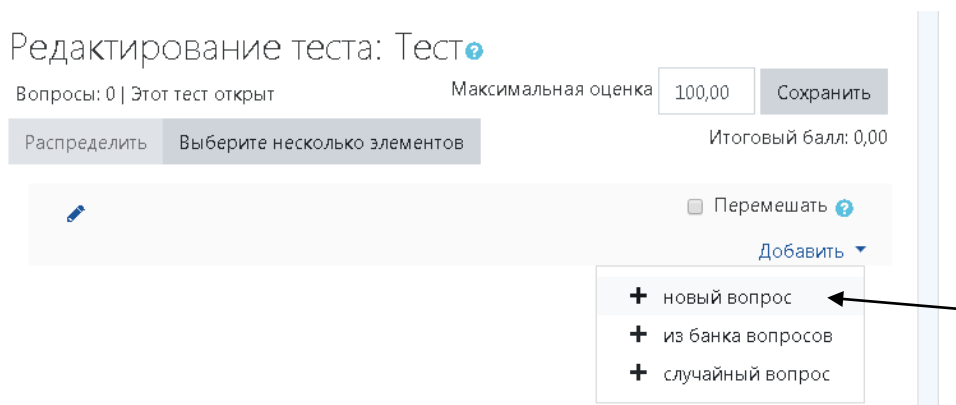 Редактирование теста: Тест
Вопросы: 0 | Этот тест открыт
Максимальная оценка 100,00 Сохранить
Распределить Выберите несколько элементов
Итоговый балл: 0,00
Перемешать
Добавить
+ новый вопрос
+ из банка вопросов
+ случайный вопрос